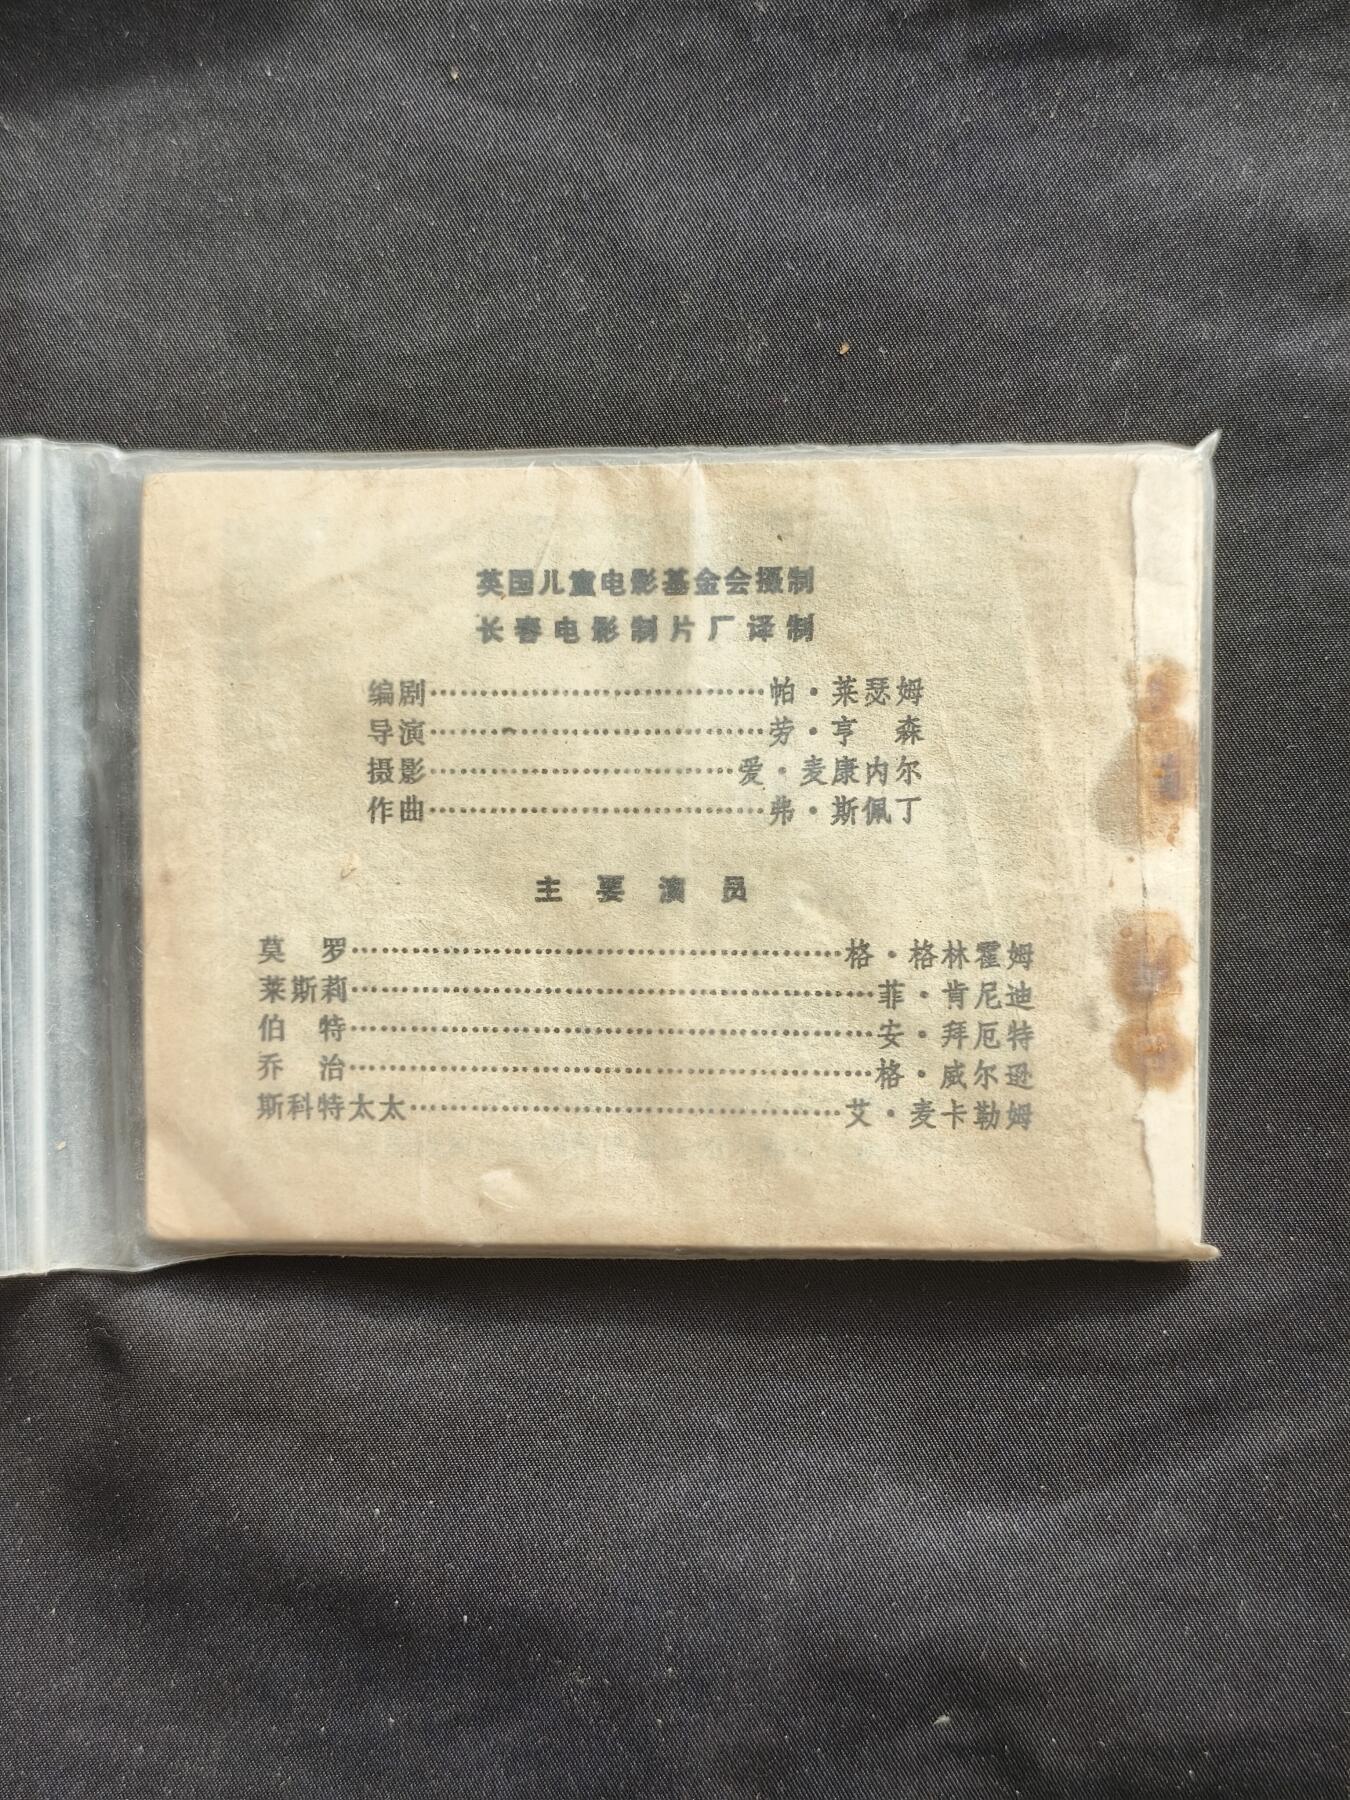 英国儿童电影基金会摄制
长春电影制片厂译制
编剧……………………………帕·莱瑟姆
导演……………………………劳·亨 森
摄影…………………………爱·麦康内尔
作曲……………………………弗·斯佩丁
主 要 演 员
莫 罗…………………………………………格·格林霍姆
莱斯莉……………………………………………菲·肯尼迪
伯 特……………………………………………安·拜厄特
乔 治……………………………………………格·威尔逊
斯科特太太……………………………………艾·麦卡勒姆